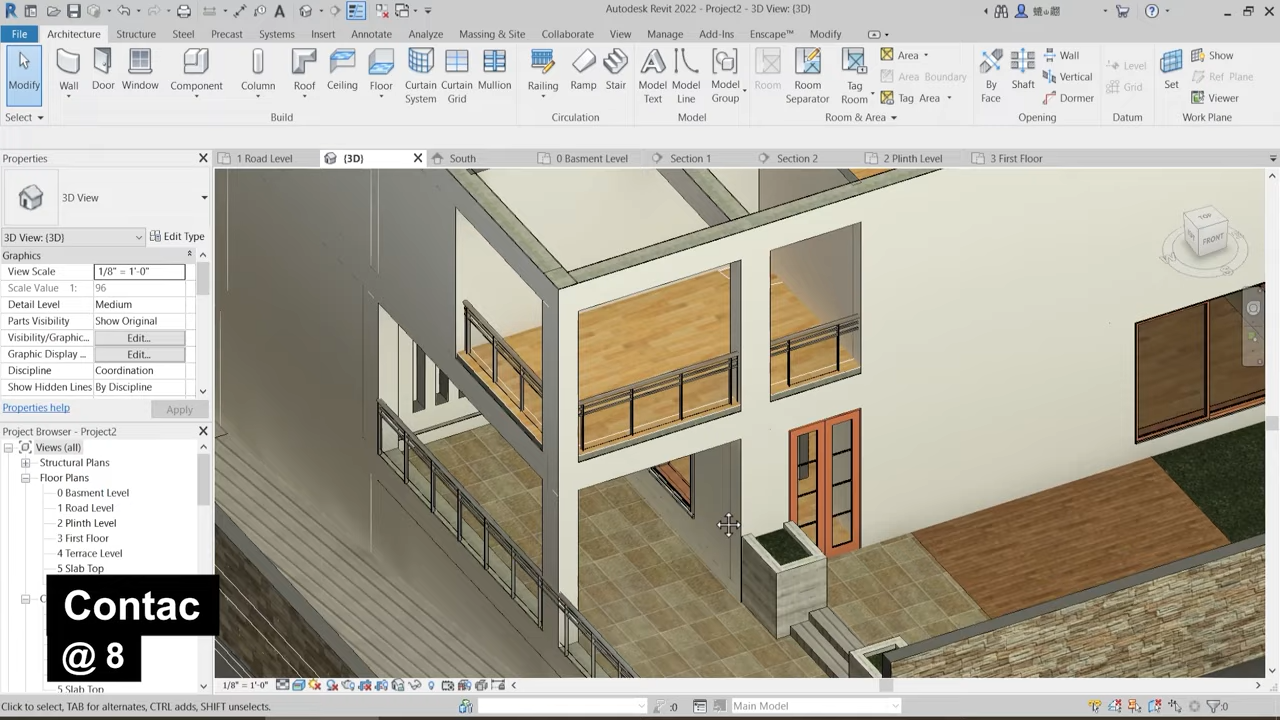 Autodesk Revit 2022 - Project2 - 3D View: {3D}
File Architecture Structure Steel Precast Systems Insert Annotate Analyze Massing & Site Collaborate View Manage Add-Ins Enscape™ Modify
Modify Wall Door Window Component Column Roof Ceiling Floor Curtain System Curtain Grid Mullion Railing Ramp Stair Model Text Model Line Model Group Room Room Separator Tag Room Area Area Boundary Tag Area By Face Shaft Wall Vertical Dormer Level Grid Set Show Ref Plane Viewer
Select Build Circulation Model Room & Area Opening Datum Work Plane
Properties
1 Road Level {3D} South 0 Basment Level Section 1 Section 2 2 Plinth Level 3 First Floor
3D View
3D View: {3D} Edit Type
Graphics
View Scale 1/8" = 1'-0"
Scale Value 1: 96
Detail Level Medium
Parts Visibility Show Original
Visibility/Graphic... Edit...
Graphic Display ... Edit...
Discipline Coordination
Show Hidden Lines By Discipline
Properties help Apply
Project Browser - Project2
Views (all)
Structural Plans
Floor Plans
0 Basment Level
1 Road Level
2 Plinth Level
3 First Floor
4 Terrace Level
5 Slab Top
Contac
@ 8
5 Slab Top
TOP
FRONT
1/8" = 1'-0"
Click to select, TAB for alternates, CTRL adds, SHIFT unselects.
:0 Main Model :0